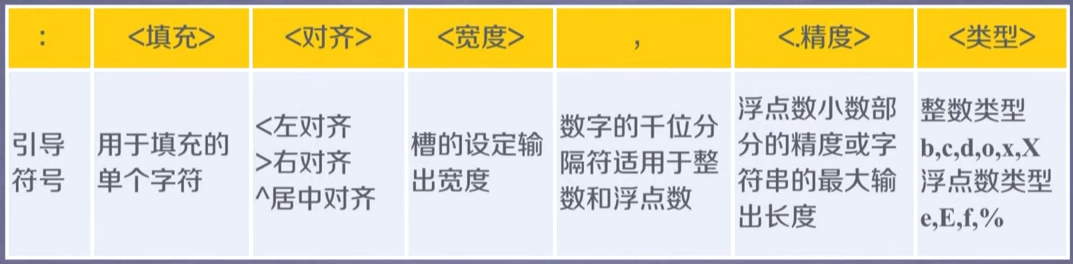 :
<填充>
<对齐>
<宽度>
,
<.精度>
<类型>
引导
符号
用于填充的
单个字符
<左对齐
>右对齐
^居中对齐
槽的设定输
出宽度
数字的千位分
隔符适用于整
数和浮点数
浮点数小数部
分的精度或字
符串的最大输
出长度
整数类型
b,c,d,o,x,X
浮点数类型
e,E,f,%